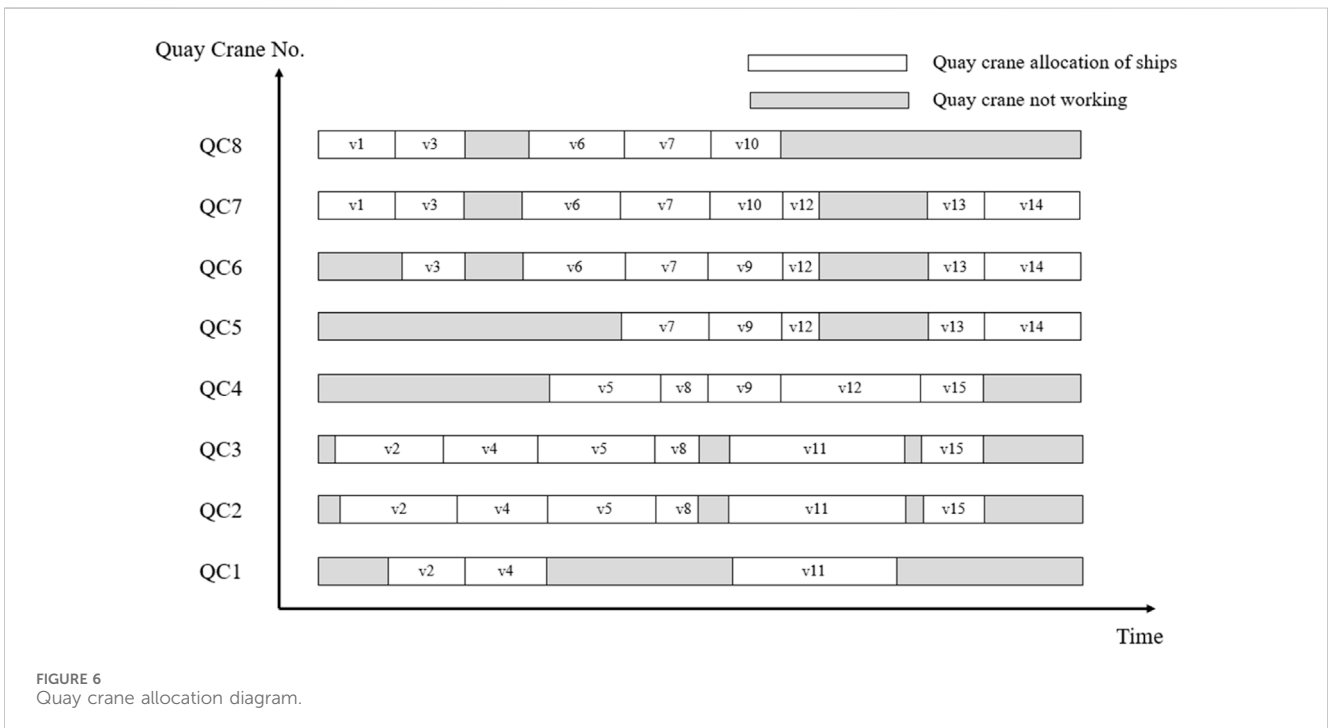 Quay Crane No.
Quay crane allocation of ships
Quay crane not working
QC8 v1 v3 v6 v7 v10
QC7 v1 v3 v6 v7 v10 v12 v13 v14
QC6 v3 v6 v7 v9 v12 v13 v14
QC5 v7 v9 v12 v13 v14
QC4 v5 v8 v9 v12 v15
QC3 v2 v4 v5 v8 v11 v15
QC2 v2 v4 v5 v8 v11 v15
QC1 v2 v4 v11
Time
FIGURE 6
Quay crane allocation diagram.